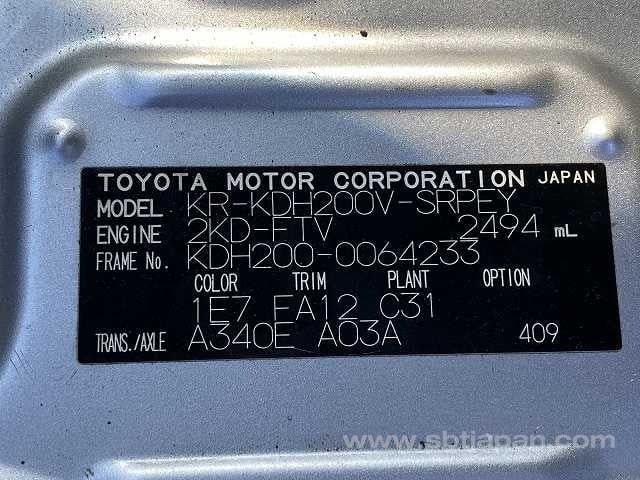 TOYOTA MOTOR CORPORATION JAPAN
MODEL KR-KDH200V-SRPEY
ENGINE 2KD-FTV 2494 mL
FRAME No. KDH200-0064233
COLOR TRIM PLANT OPTION
1E7 FA12 C31
TRANS./AXLE A340E A03A 409
www.sbtjapan.com